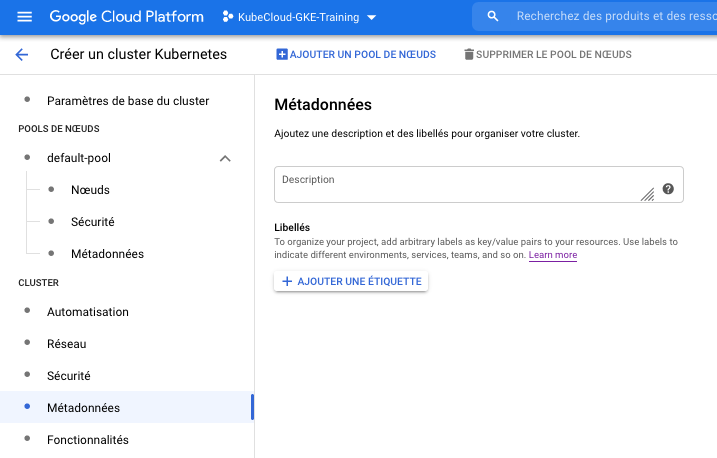 Google Cloud Platform
KubeCloud-GKE-Training
Recherchez des produits et des resso
Créer un cluster Kubernetes
AJOUTER UN POOL DE NŒUDS
SUPPRIMER LE POOL DE NŒUDS
Paramètres de base du cluster
POOLS DE NŒUDS
default-pool
Nœuds
Sécurité
Métadonnées
CLUSTER
Automatisation
Réseau
Sécurité
Métadonnées
Fonctionnalités
Métadonnées
Ajoutez une description et des libellés pour organiser votre cluster.
Description
Libellés
To organize your project, add arbitrary labels as key/value pairs to your resources. Use labels to
indicate different environments, services, teams, and so on. Learn more
AJOUTER UNE ÉTIQUETTE